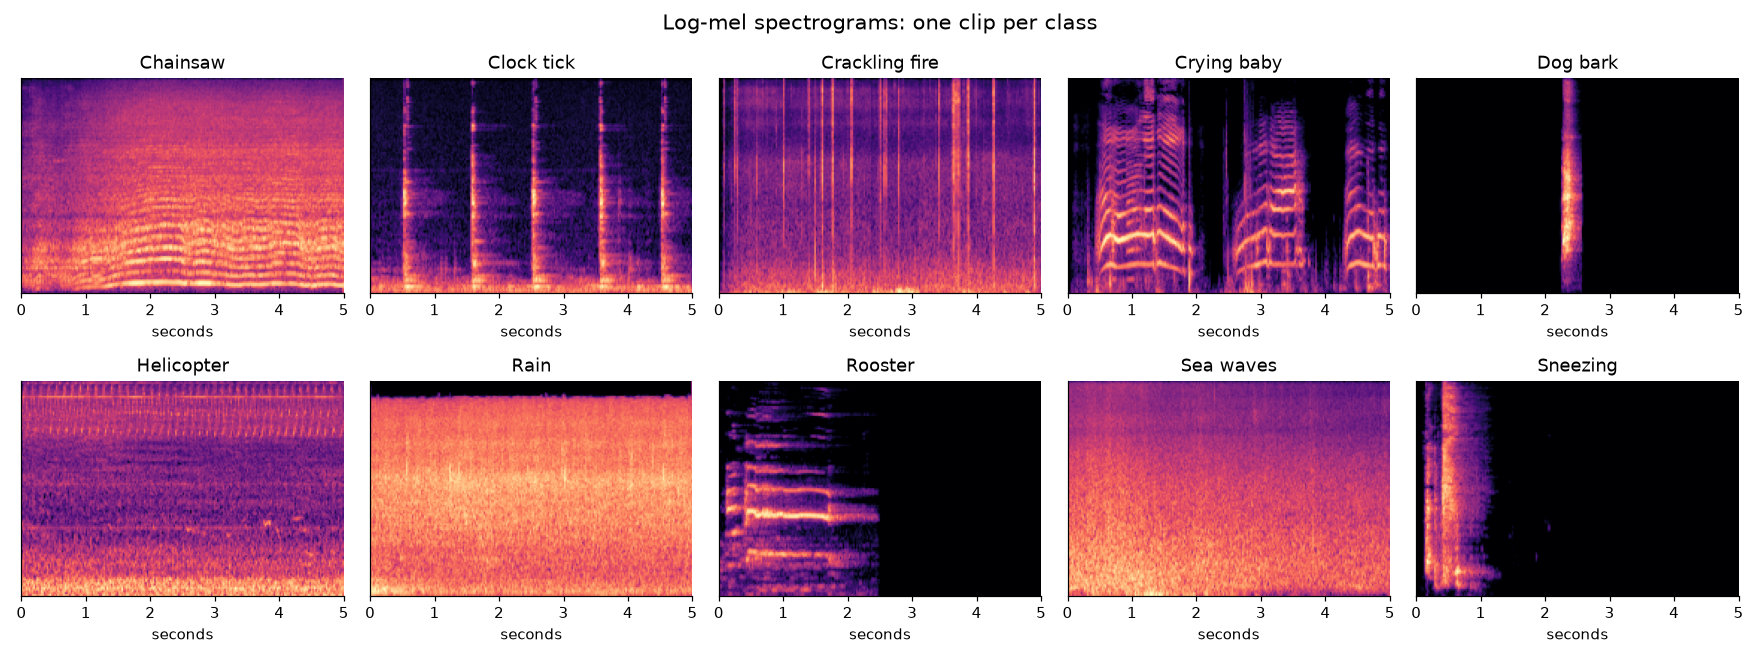 Log-mel spectrograms: one clip per class
Chainsaw
Clock tick
Crackling fire
Crying baby
Dog bark
0 1 2 3 4 5
0 1 2 3 4 5
0 1 2 3 4 5
0 1 2 3 4 5
0 1 2 3 4 5
seconds
seconds
seconds
seconds
seconds
Helicopter
Rain
Rooster
Sea waves
Sneezing
0 1 2 3 4 5
0 1 2 3 4 5
0 1 2 3 4 5
0 1 2 3 4 5
0 1 2 3 4 5
seconds
seconds
seconds
seconds
seconds